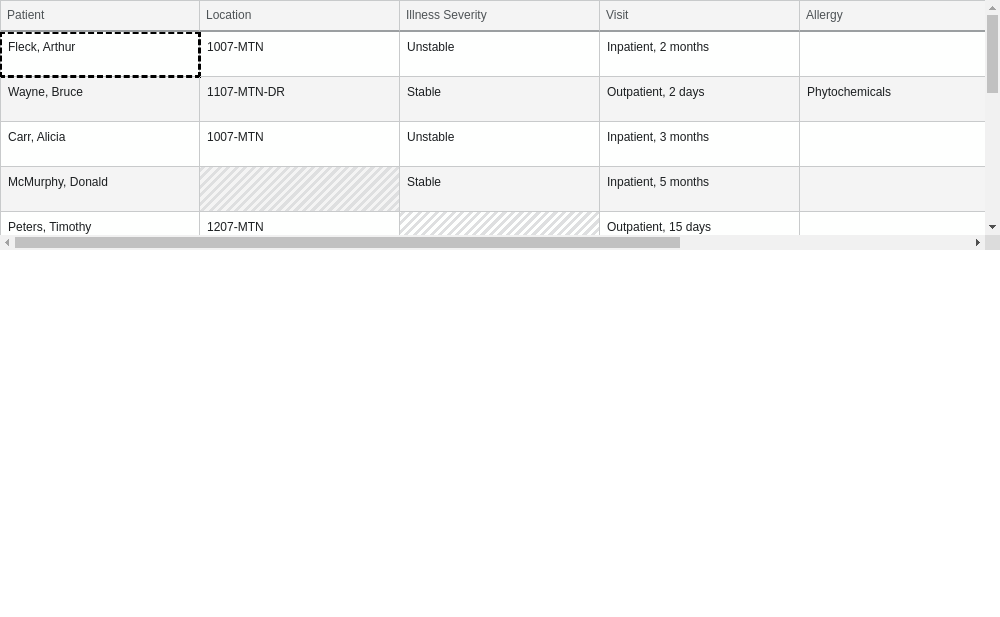 Patient Location Illness Severity Visit Allergy
Fleck, Arthur 1007-MTN Unstable Inpatient, 2 months
Wayne, Bruce 1107-MTN-DR Stable Outpatient, 2 days Phytochemicals
Carr, Alicia 1007-MTN Unstable Inpatient, 3 months
McMurphy, Donald Stable Inpatient, 5 months
Peters, Timothy 1207-MTN Outpatient, 15 days